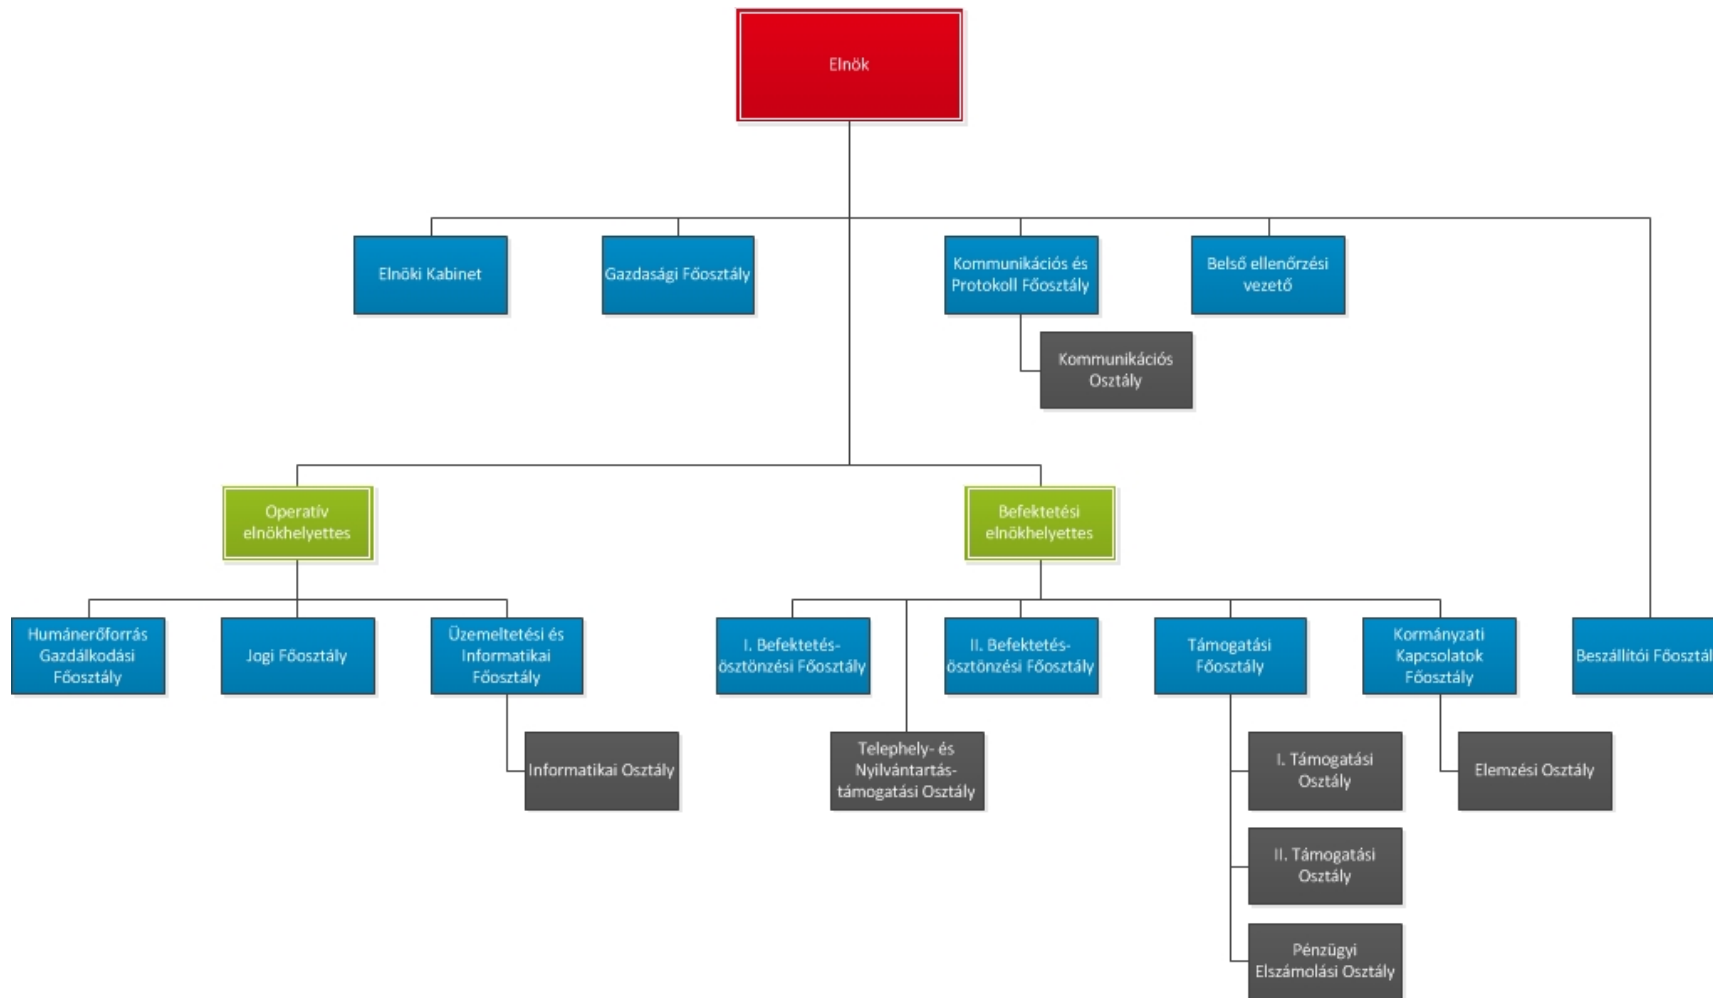 Elnök
Elnöki Kabinet
Gazdasági Főosztály
Kommunikációs és
Protokoll Főosztály
Belső ellenőrzési
vezető
Kommunikációs
Osztály
Operatív
elnökhelyettes
Befektetési
elnökhelyettes
Humánerőforrás
Gazdálkodási
Főosztály
Jogi Főosztály
Üzemeltetési és
Informatikai
Főosztály
I. Befektetés-
ösztönzési Főosztály
II. Befektetés-
ösztönzési Főosztály
Támogatási
Főosztály
Kormányzati
Kapcsolatok
Főosztály
Beszállítói Főosztál
Informatikai Osztály
Telephely- és
Nyilvántartás-
támogatási Osztály
I. Támogatási
Osztály
Elemzési Osztály
II. Támogatási
Osztály
Pénzügyi
Elszámolási Osztály